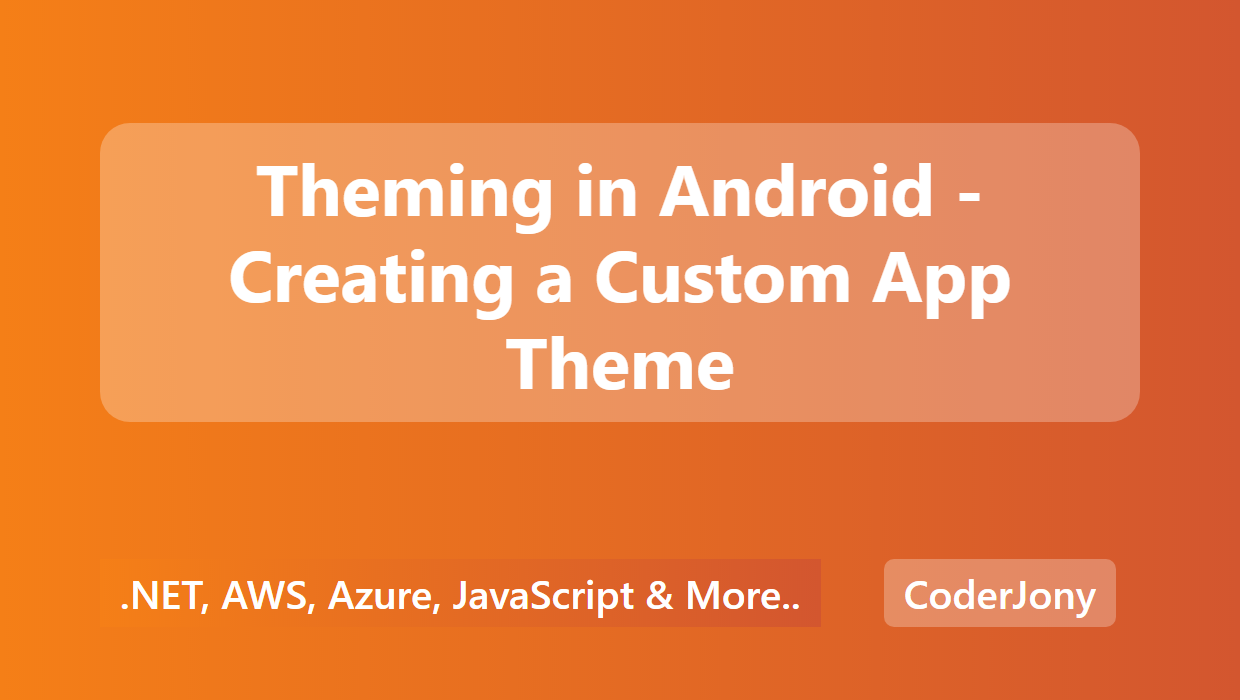 Theming in Android -
Creating a Custom App
Theme
.NET, AWS, Azure, JavaScript & More..
CoderJony